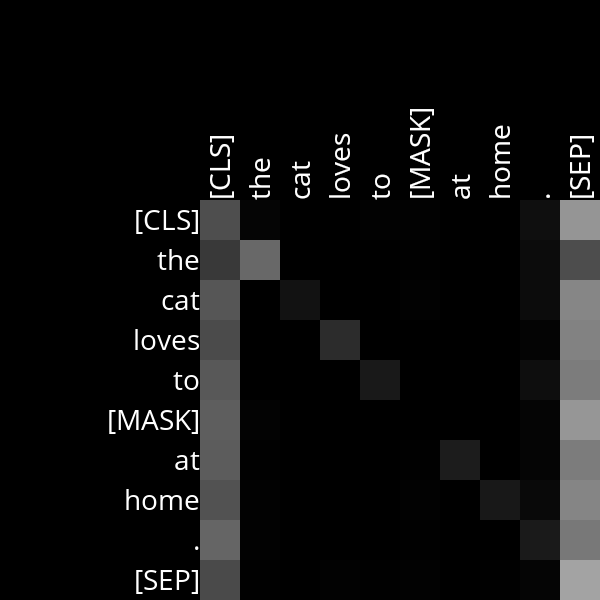 [CLS] the cat loves to [MASK] at home . [SEP]
[CLS]
the
cat
loves
to
[MASK]
at
home
.
[SEP]